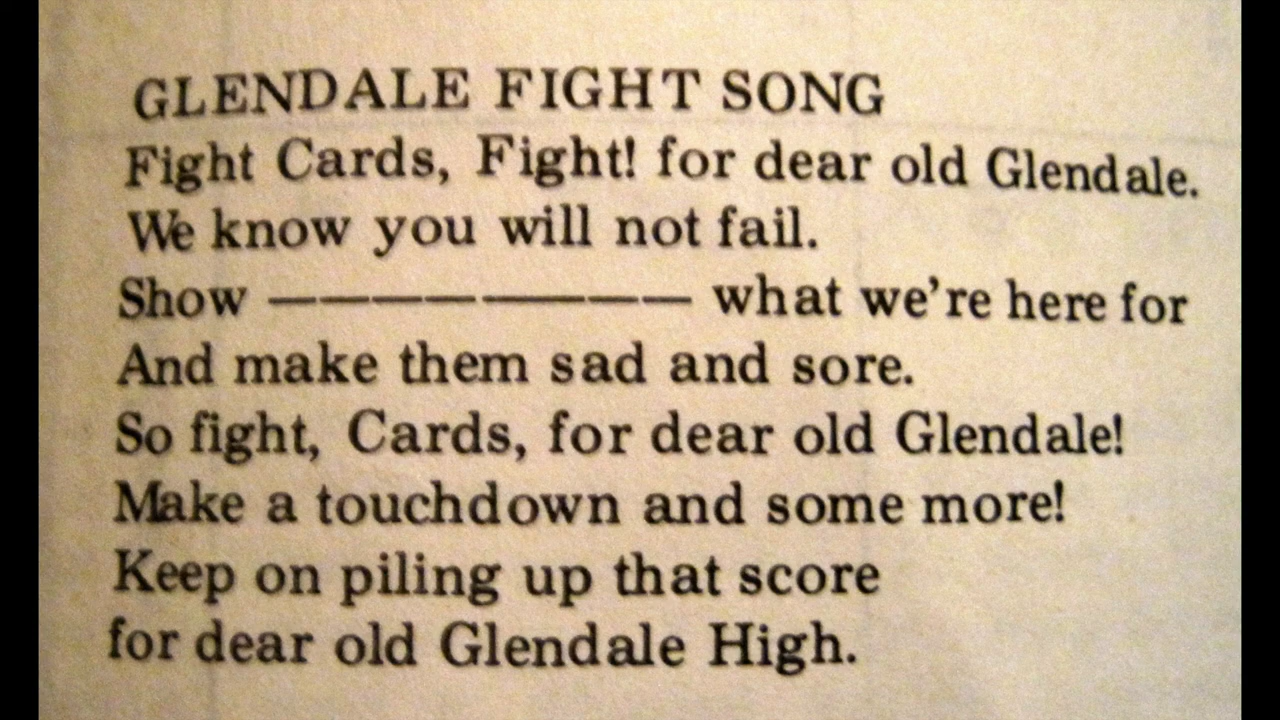 GLENDALE FIGHT SONG
Fight Cards, Fight! for dear old Glendale.
We know you will not fail.
Show ———————— what we're here for
And make them sad and sore.
So fight, Cards, for dear old Glendale!
Make a touchdown and some more!
Keep on piling up that score
for dear old Glendale High.